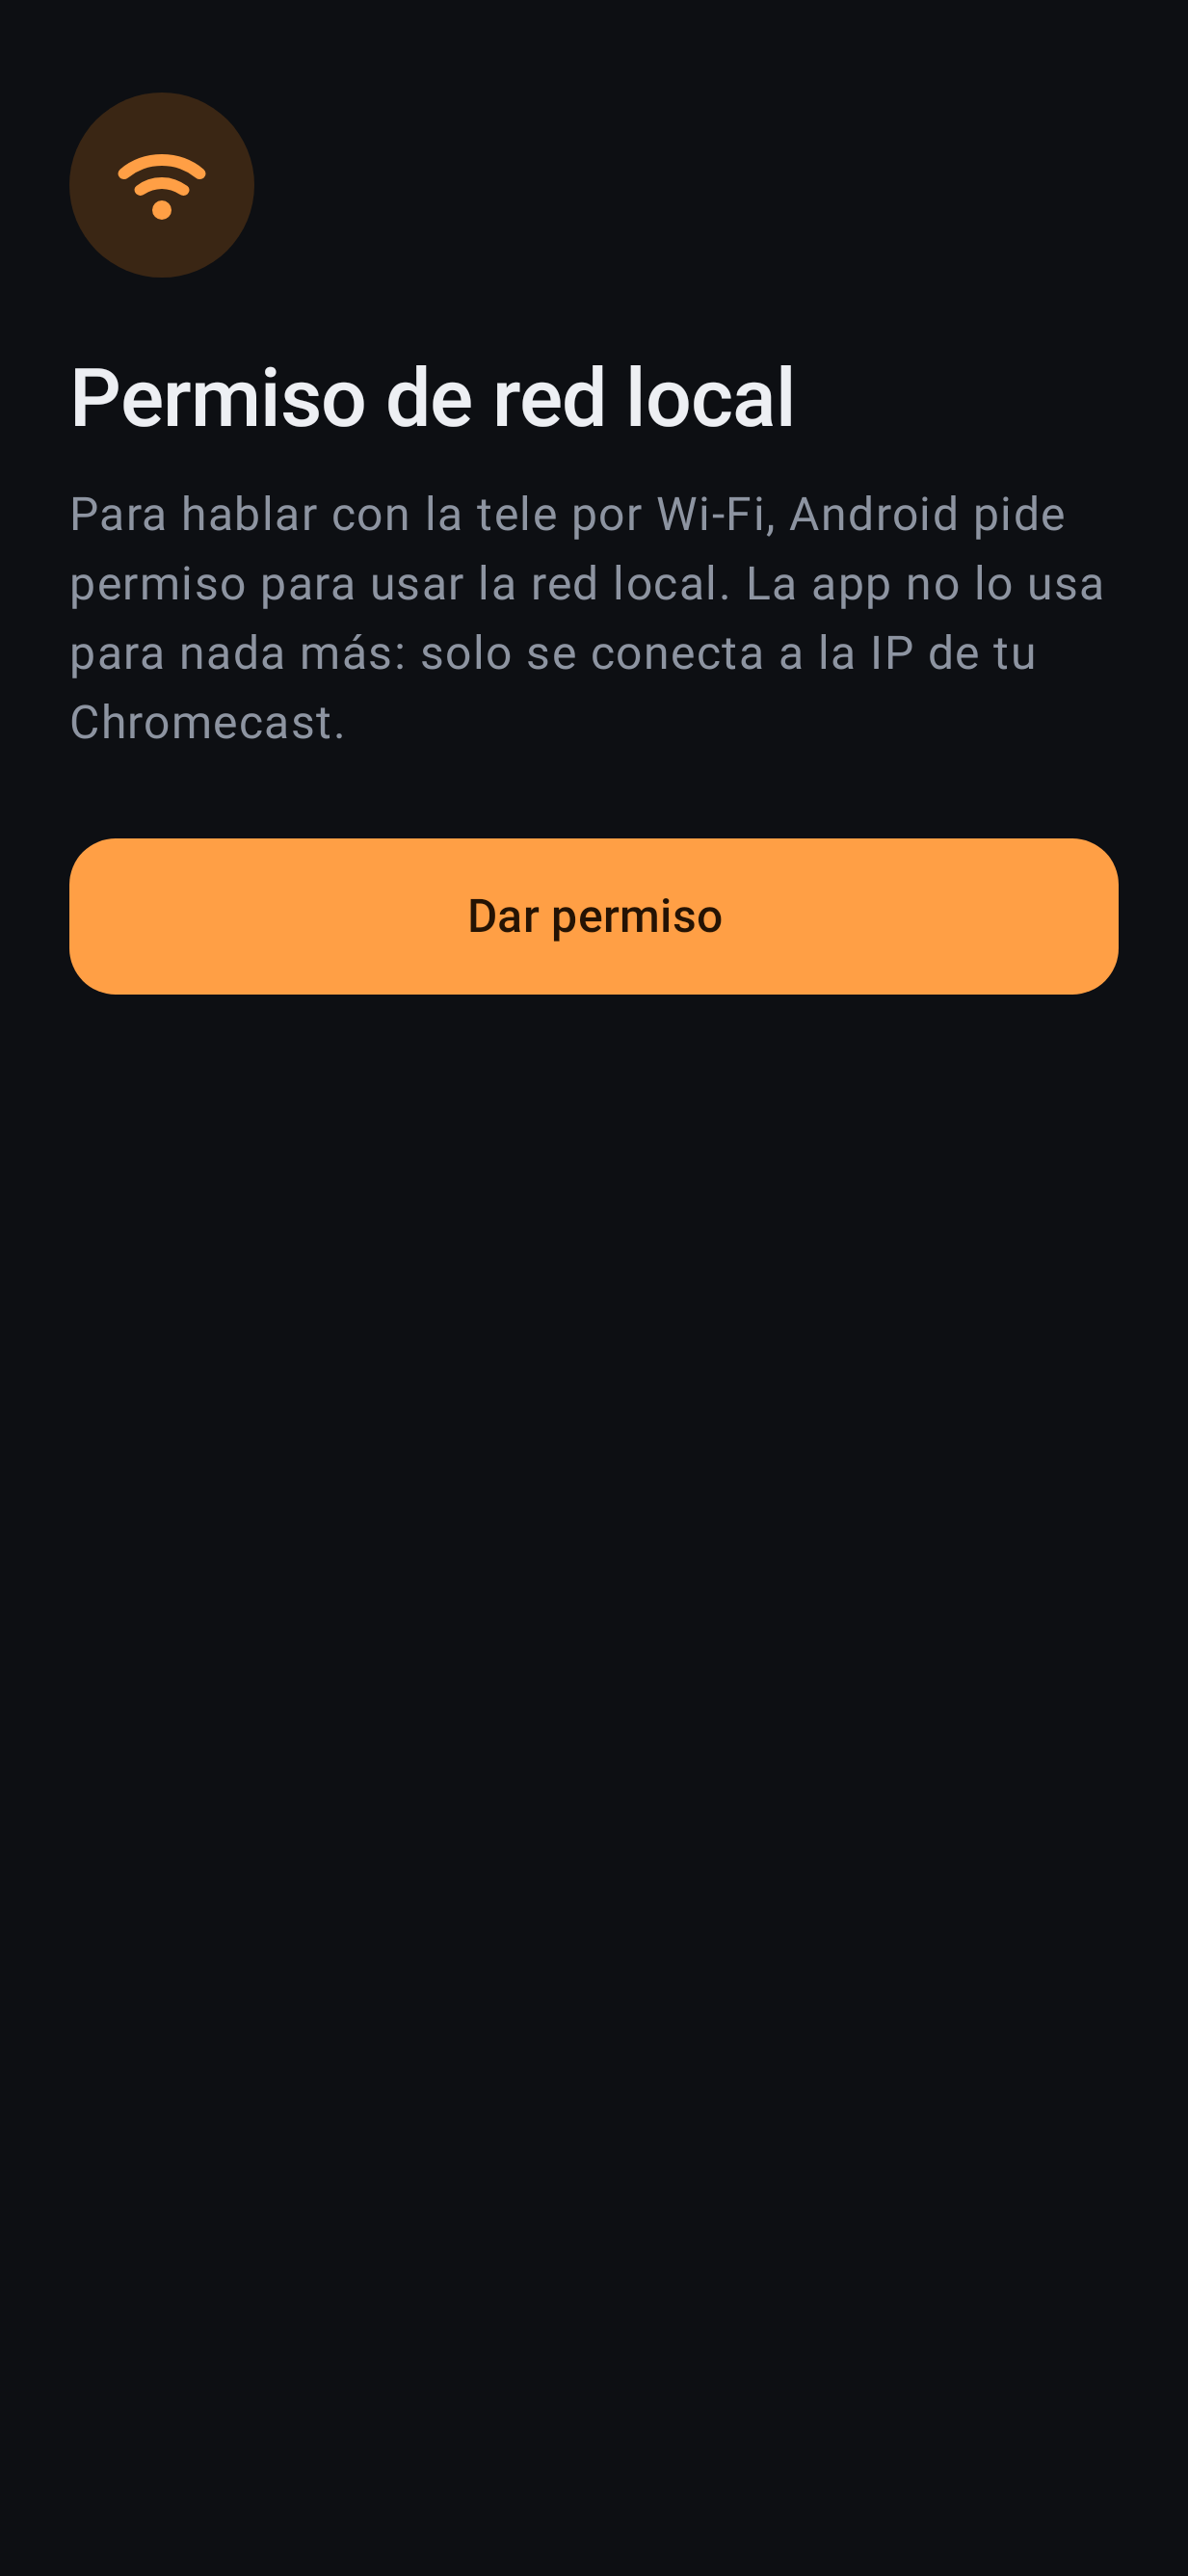 Permiso de red local
Para hablar con la tele por Wi-Fi, Android pide
permiso para usar la red local. La app no lo usa
para nada más: solo se conecta a la IP de tu
Chromecast.
Dar permiso